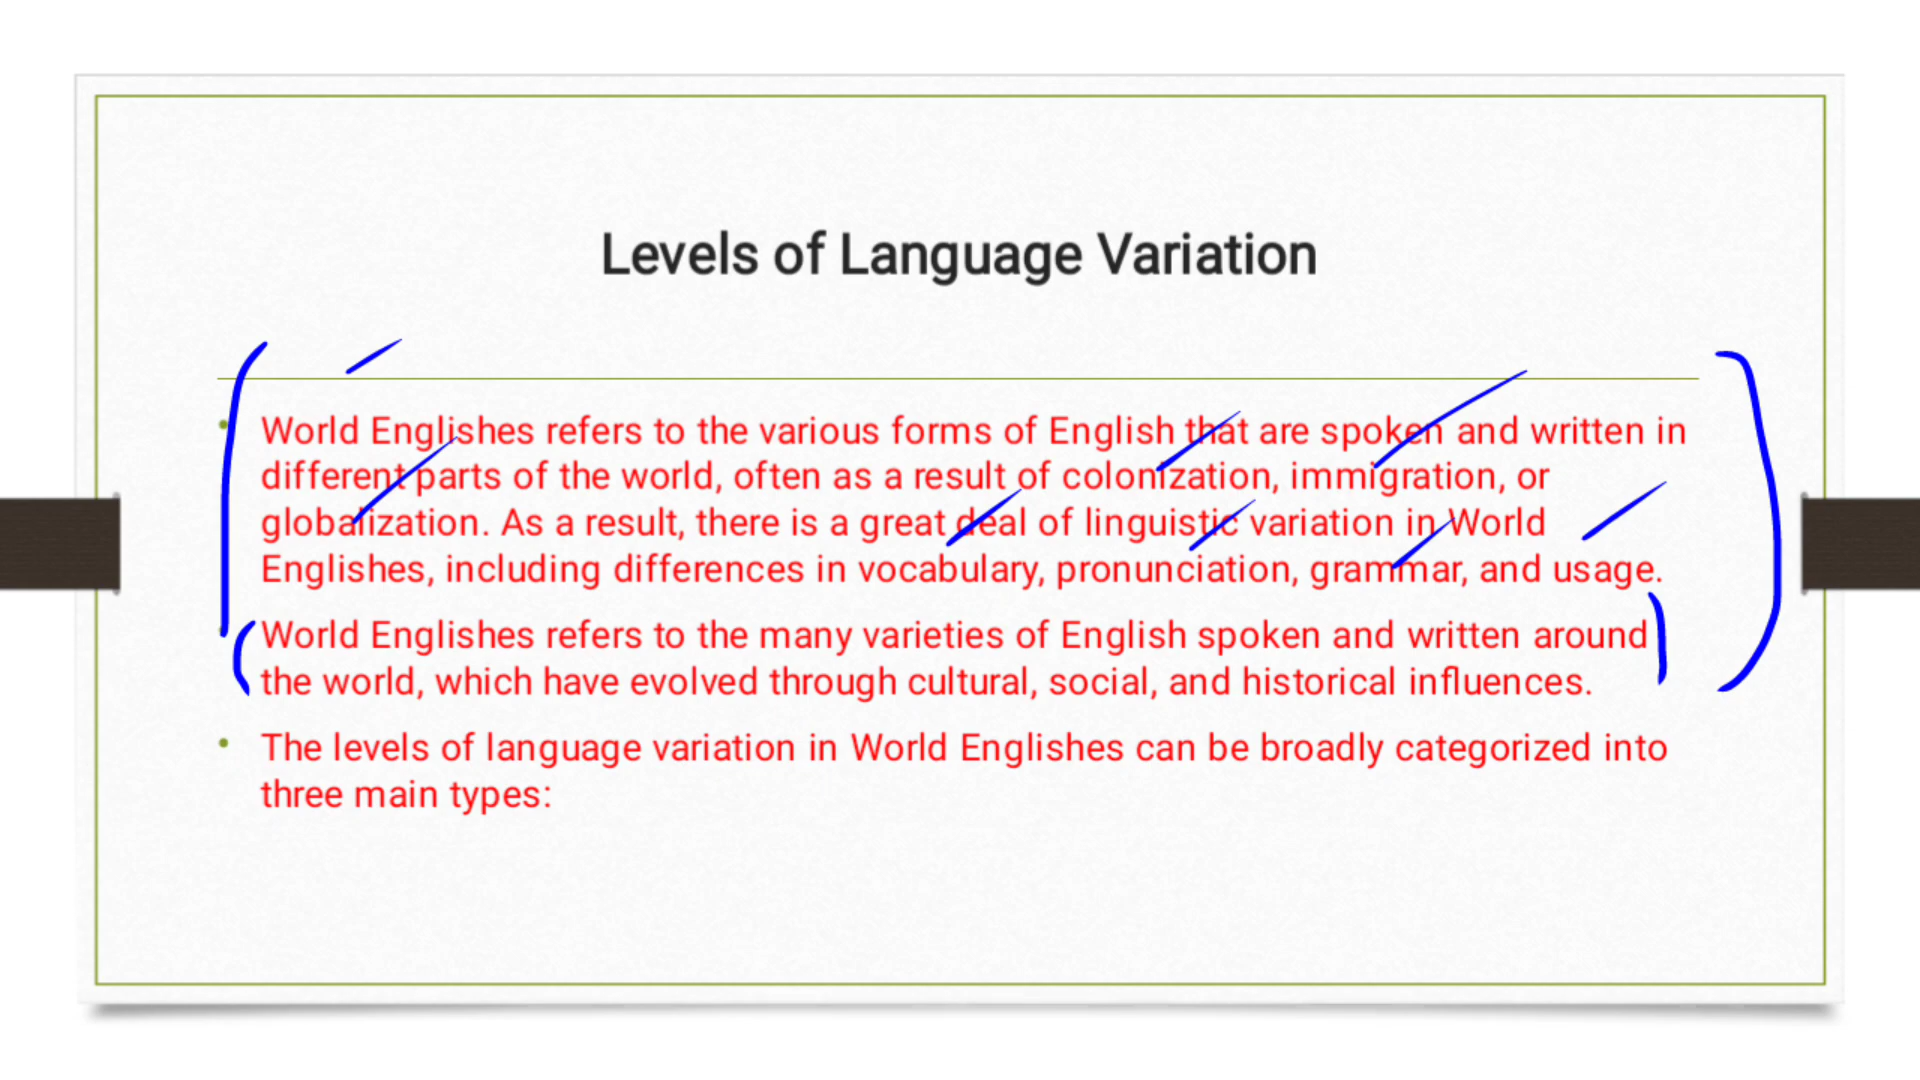 Levels of Language Variation
World Englishes refers to the various forms of English that are spoken and written in
different parts of the world, often as a result of colonization, immigration, or
globalization. As a result, there is a great deal of linguistic variation in World
Englishes, including differences in vocabulary, pronunciation, grammar, and usage.
World Englishes refers to the many varieties of English spoken and written around
the world, which have evolved through cultural, social, and historical influences.
The levels of language variation in World Englishes can be broadly categorized into
three main types: